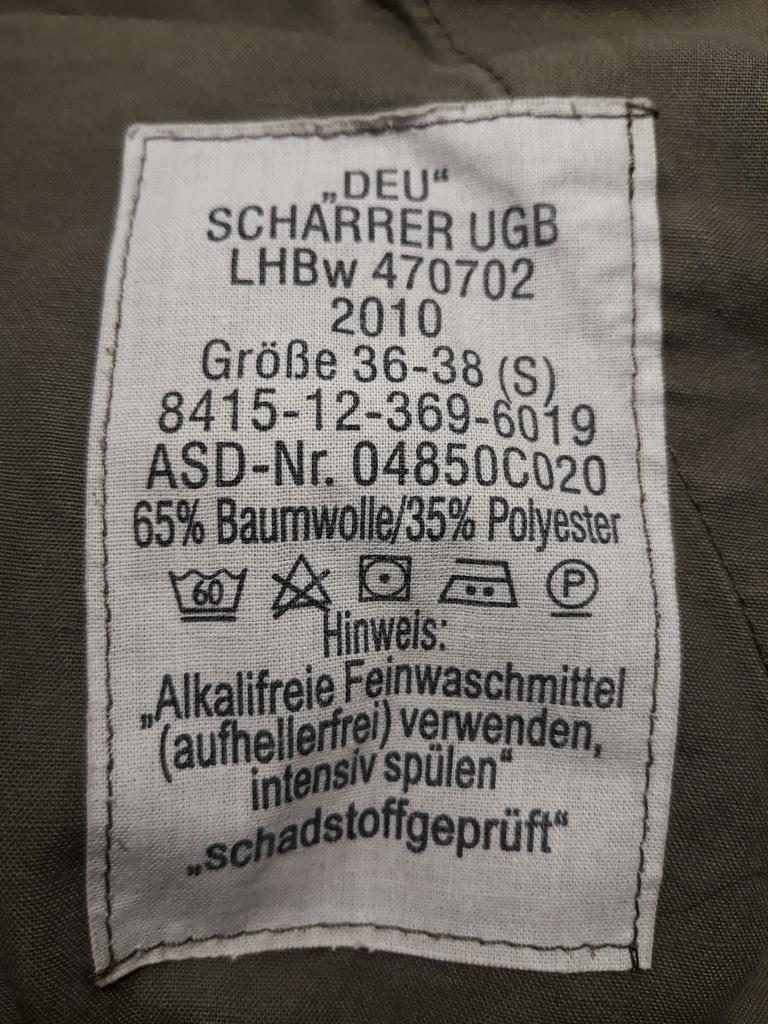 „DEU“
SCHARRER UGB
LHBw 470702
2010
Größe 36-38 (S)
8415-12-369-6019
ASD-Nr. 04850C020
65% Baumwolle/35% Polyester
60 P
Hinweis:
„Alkalifreie Feinwaschmittel
(aufhellerfrei) verwenden,
intensiv spülen“
„schadstoffgeprüft“